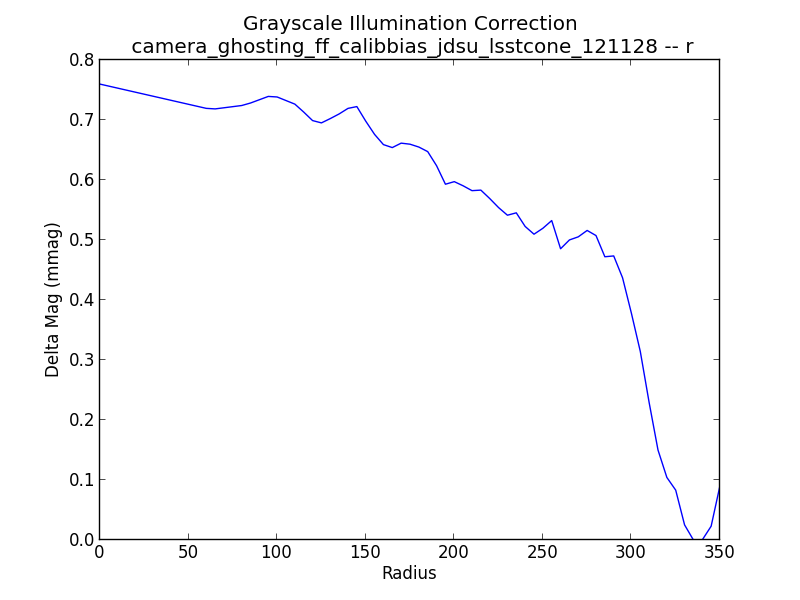 Grayscale Illumination Correction
camera_ghosting_ff_calibbias_jdsu_lsstcone_121128 -- r
0.8
0.7
0.6
0.5
0.4
0.3
0.2
0.1
0.0
Delta Mag (mmag)
0 50 100 150 200 250 300 350
Radius